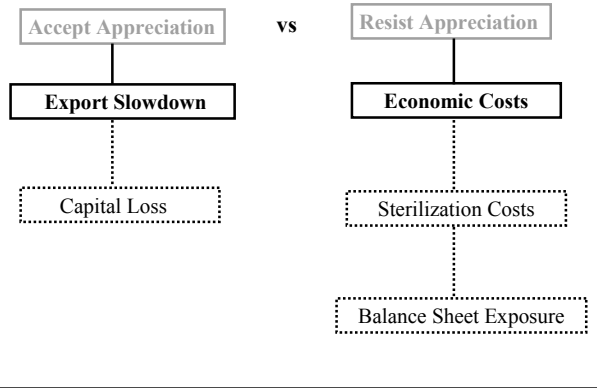 Accept Appreciation
vs
Resist Appreciation
Export Slowdown
Economic Costs
Capital Loss
Sterilization Costs
Balance Sheet Exposure